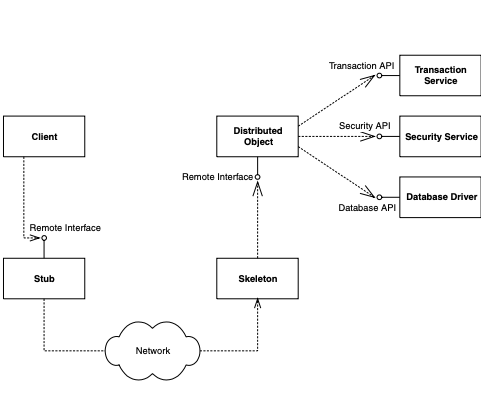 Transaction API
Transaction
Service
Client
Distributed
Object
Security API
Security Service
Remote Interface
Database API
Database Driver
Remote Interface
Stub
Skeleton
Network